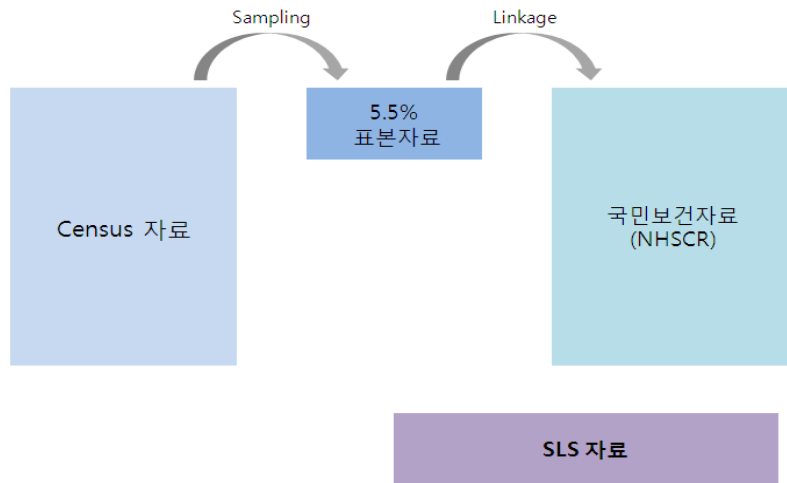 Sampling
Linkage
5.5%
표본자료
Census 자료
국민보건자료
(NHSCR)
SLS 자료